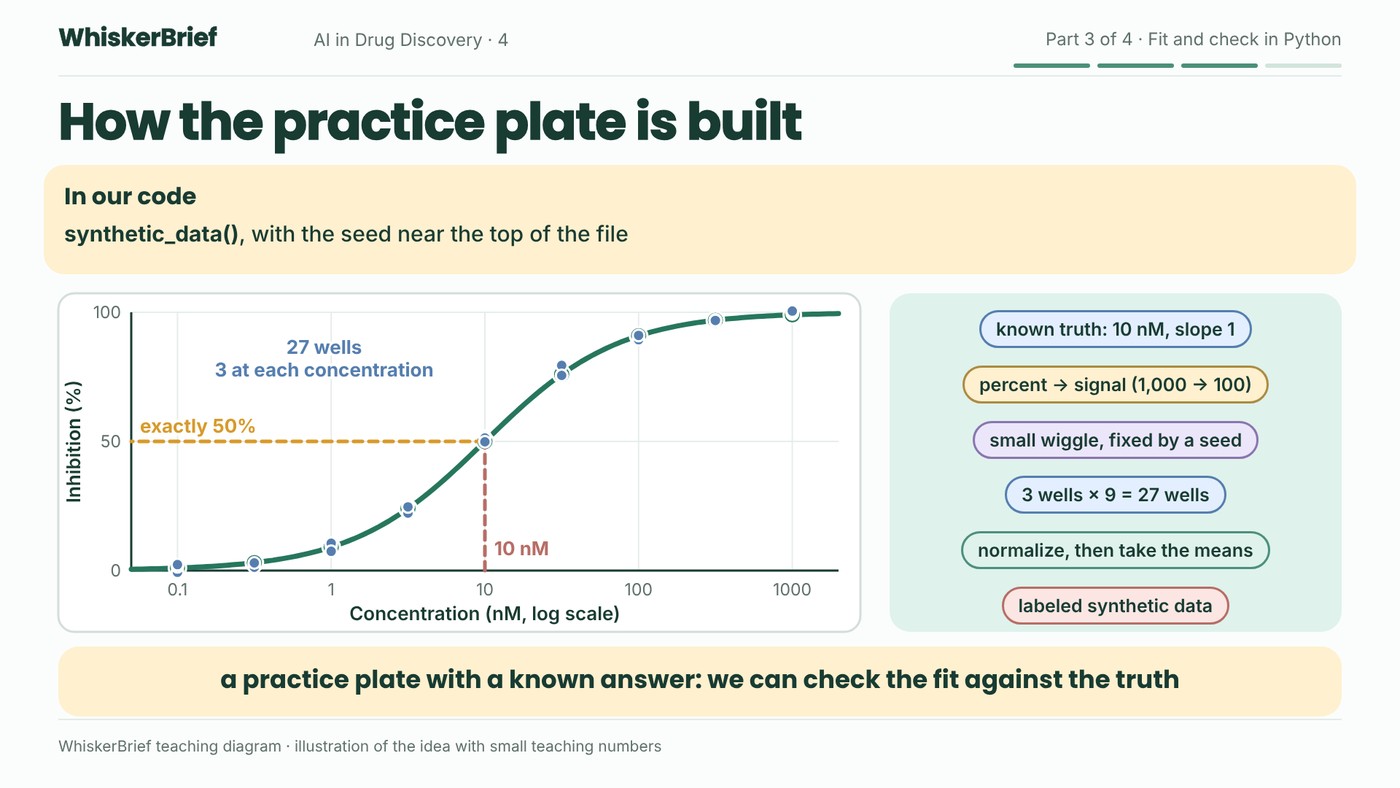 WhiskerBrief
AI in Drug Discovery · 4
Part 3 of 4 · Fit and check in Python
How the practice plate is built
In our code
synthetic_data(), with the seed near the top of the file
100
50
0
Inhibition (%)
27 wells
3 at each concentration
exactly 50%
10 nM
0.1
1
10
100
1000
Concentration (nM, log scale)
known truth: 10 nM, slope 1
percent → signal (1,000 → 100)
small wiggle, fixed by a seed
3 wells × 9 = 27 wells
normalize, then take the means
labeled synthetic data
a practice plate with a known answer: we can check the fit against the truth
WhiskerBrief teaching diagram · illustration of the idea with small teaching numbers